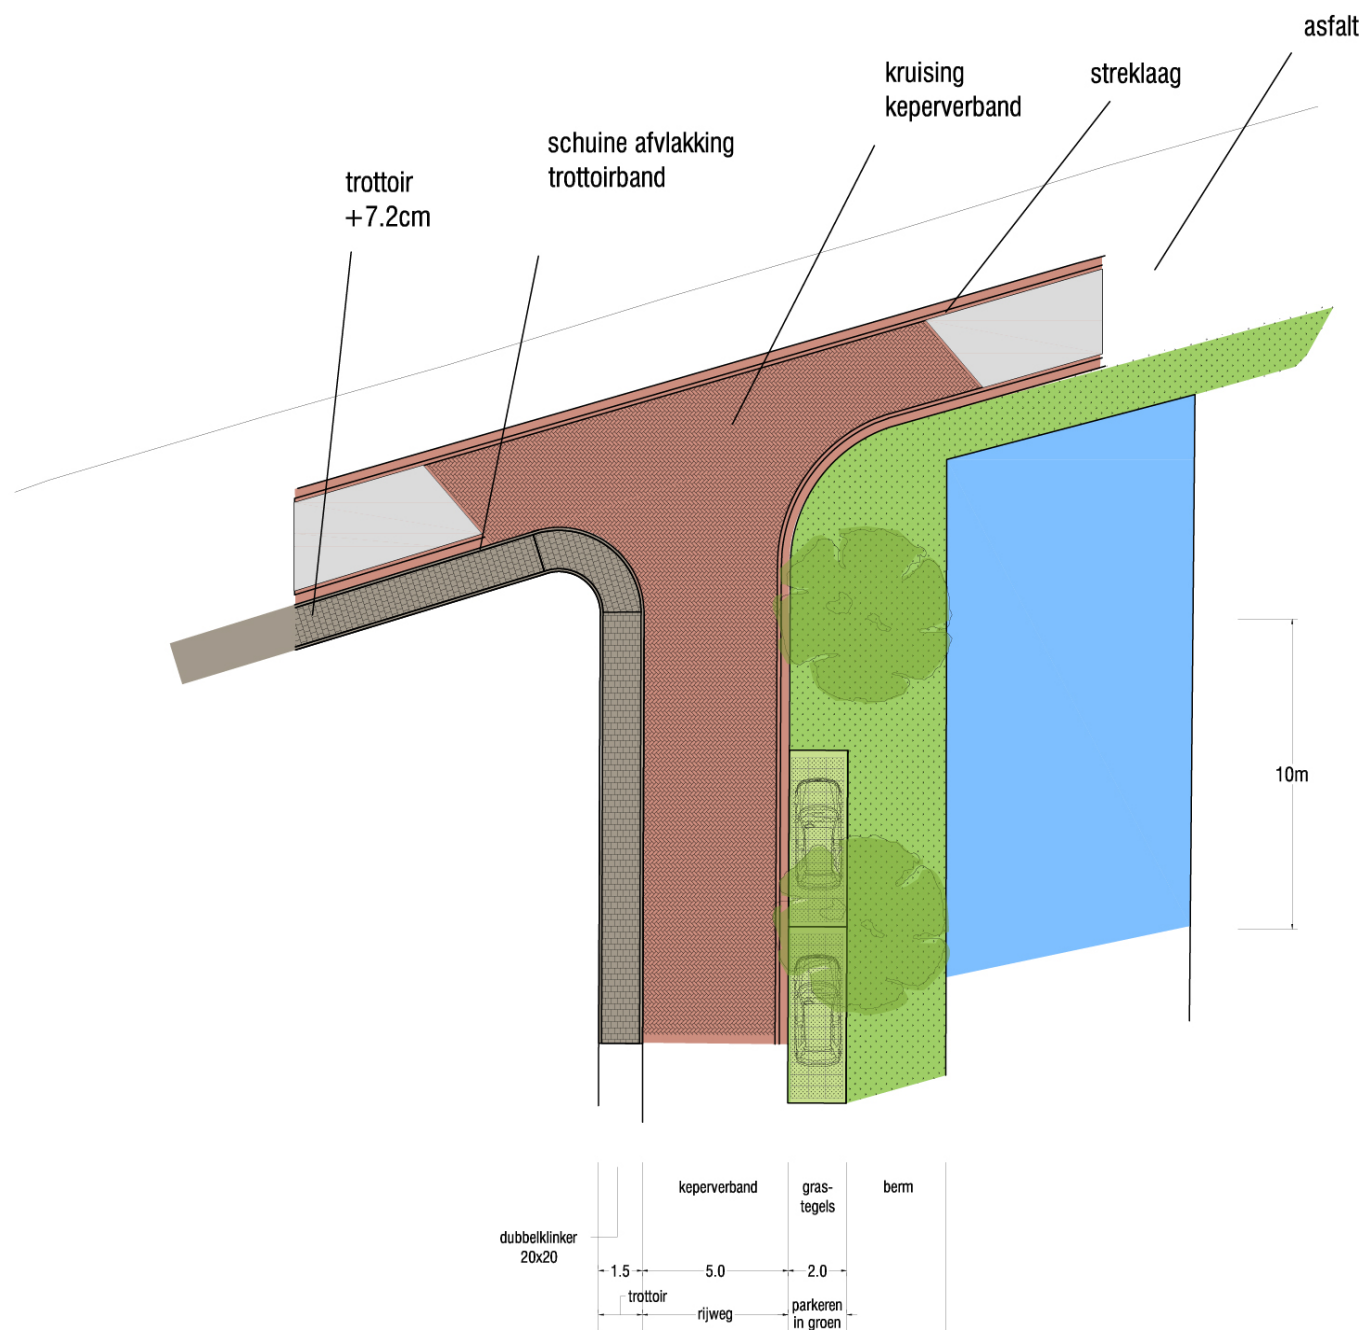 asfalt
kruising
keperverband
streklaag
schuine afvlakking
trottoirband
trottoir
+7.2cm
10m
keperverband
gras-
tegels
berm
dubbelklinker
20x20
1.5
5.0
2.0
trottoir
rijweg
parkeren
in groen